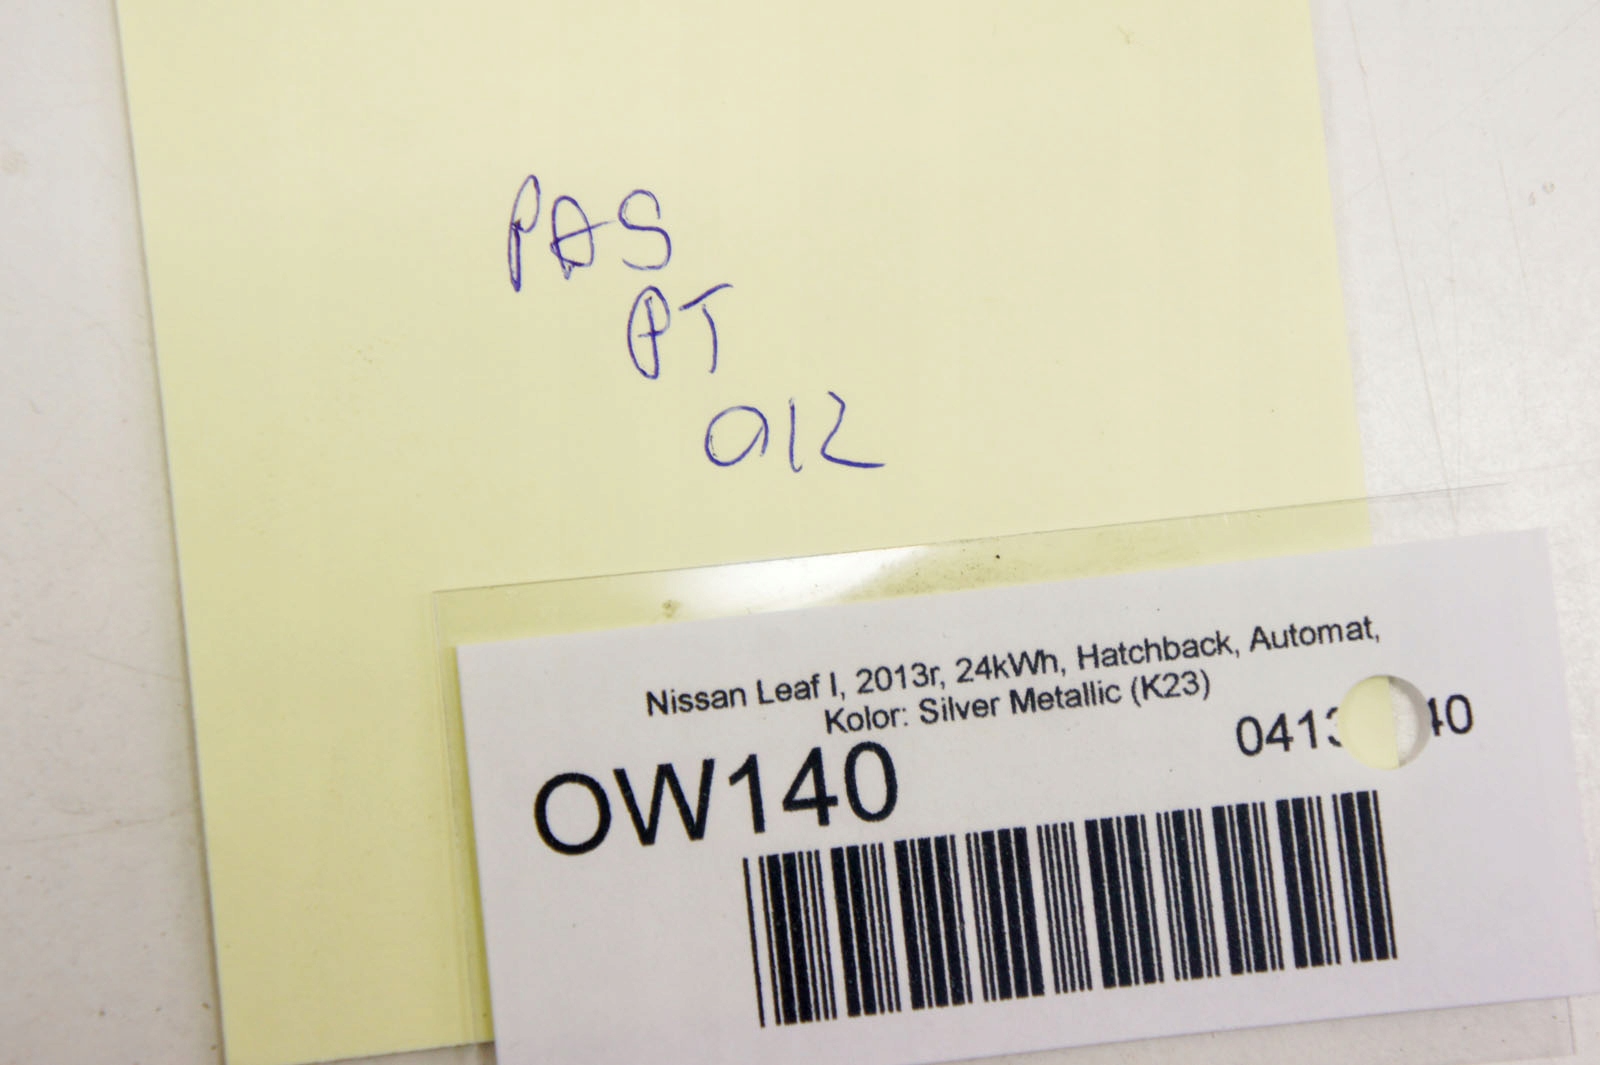 PAS
PT
012
Nissan Leaf I, 2013r, 24kWh, Hatchback, Automat,
Kolor: Silver Metallic (K23)
OW140